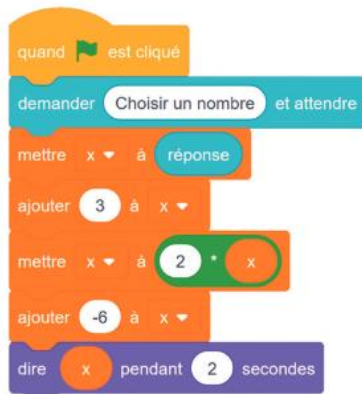 quand est cliqué
demander Choisir un nombre et attendre
mettre x à réponse
ajouter 3 à x
mettre x à 2 * x
ajouter -6 à x
dire x pendant 2 secondes